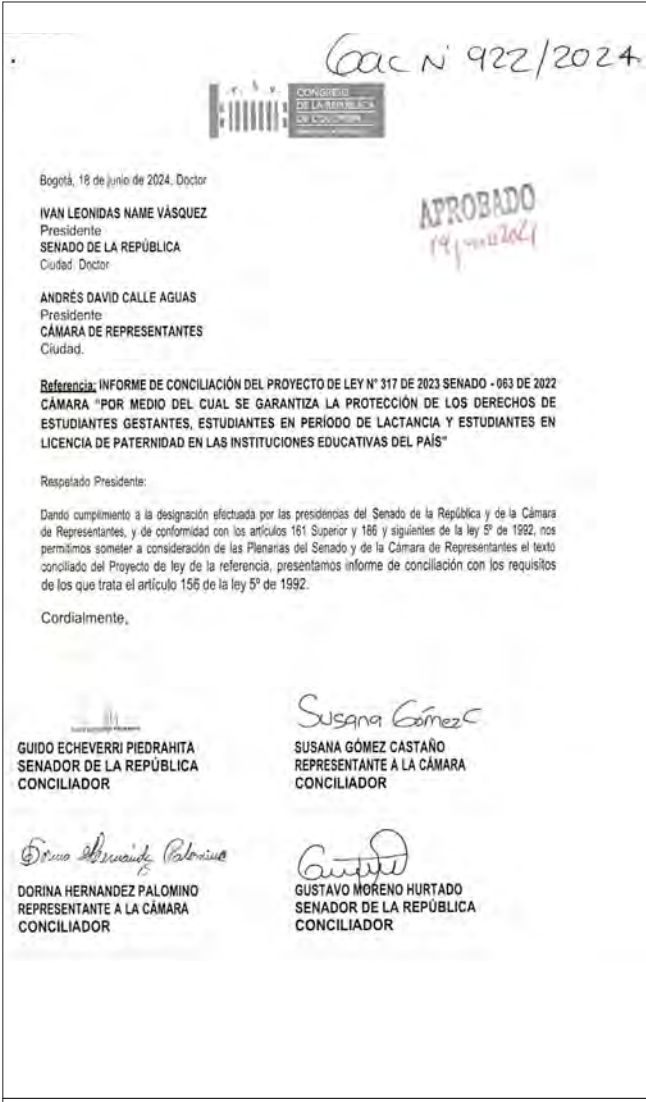 Gac N° 922/2024
CONGRESO
DE LA REPÚBLICA
DE COLOMBIA
Bogotá, 18 de junio de 2024, Doctor
IVAN LEONIDAS NAME VÁSQUEZ
Presidente
SENADO DE LA REPÚBLICA
Ciudad. Doctor
APROBADO
ANDRÉS DAVID CALLE AGUAS
Presidente
CÁMARA DE REPRESENTANTES
Ciudad.
Referencia: INFORME DE CONCILIACIÓN DEL PROYECTO DE LEY N° 317 DE 2023 SENADO - 063 DE 2022
CÁMARA "POR MEDIO DEL CUAL SE GARANTIZA LA PROTECCIÓN DE LOS DERECHOS DE
ESTUDIANTES GESTANTES, ESTUDIANTES EN PERÍODO DE LACTANCIA Y ESTUDIANTES EN
LICENCIA DE PATERNIDAD EN LAS INSTITUCIONES EDUCATIVAS DEL PAÍS"
Respetado Presidente:
Dando cumplimiento a la designación efectuada por las presidencias del Senado de la República y de la Cámara
de Representantes, y de conformidad con los artículos 161 Superior y 186 y siguientes de la ley 5° de 1992, nos
permitimos someter a consideración de las Plenarias del Senado y de la Cámara de Representantes el texto
conciliado del Proyecto de ley de la referencia, presentamos informe de conciliación con los requisitos
de los que trata el artículo 156 de la ley 5° de 1992.
Cordialmente,
Susana Gómez C
GUIDO ECHEVERRI PIEDRAHITA
SENADOR DE LA REPÚBLICA
CONCILIADOR
SUSANA GÓMEZ CASTAÑO
REPRESENTANTE A LA CÁMARA
CONCILIADOR
Dorina Hernández Palomino
DORINA HERNANDEZ PALOMINO
REPRESENTANTE A LA CÁMARA
CONCILIADOR
GUSTAVO MORENO HURTADO
SENADOR DE LA REPÚBLICA
CONCILIADOR